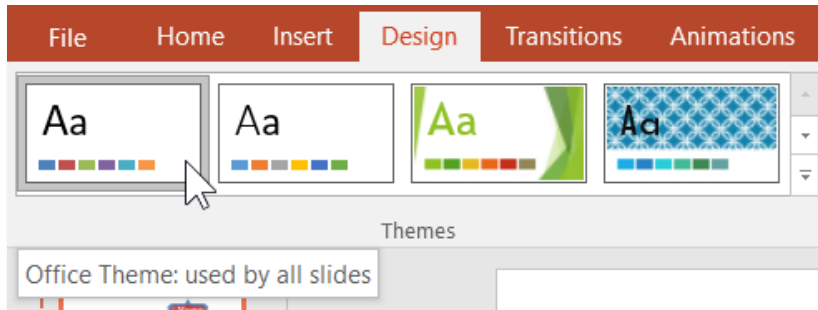 File Home Insert Design Transitions Animations
Aa Aa Aa Aa
Themes
Office Theme: used by all slides